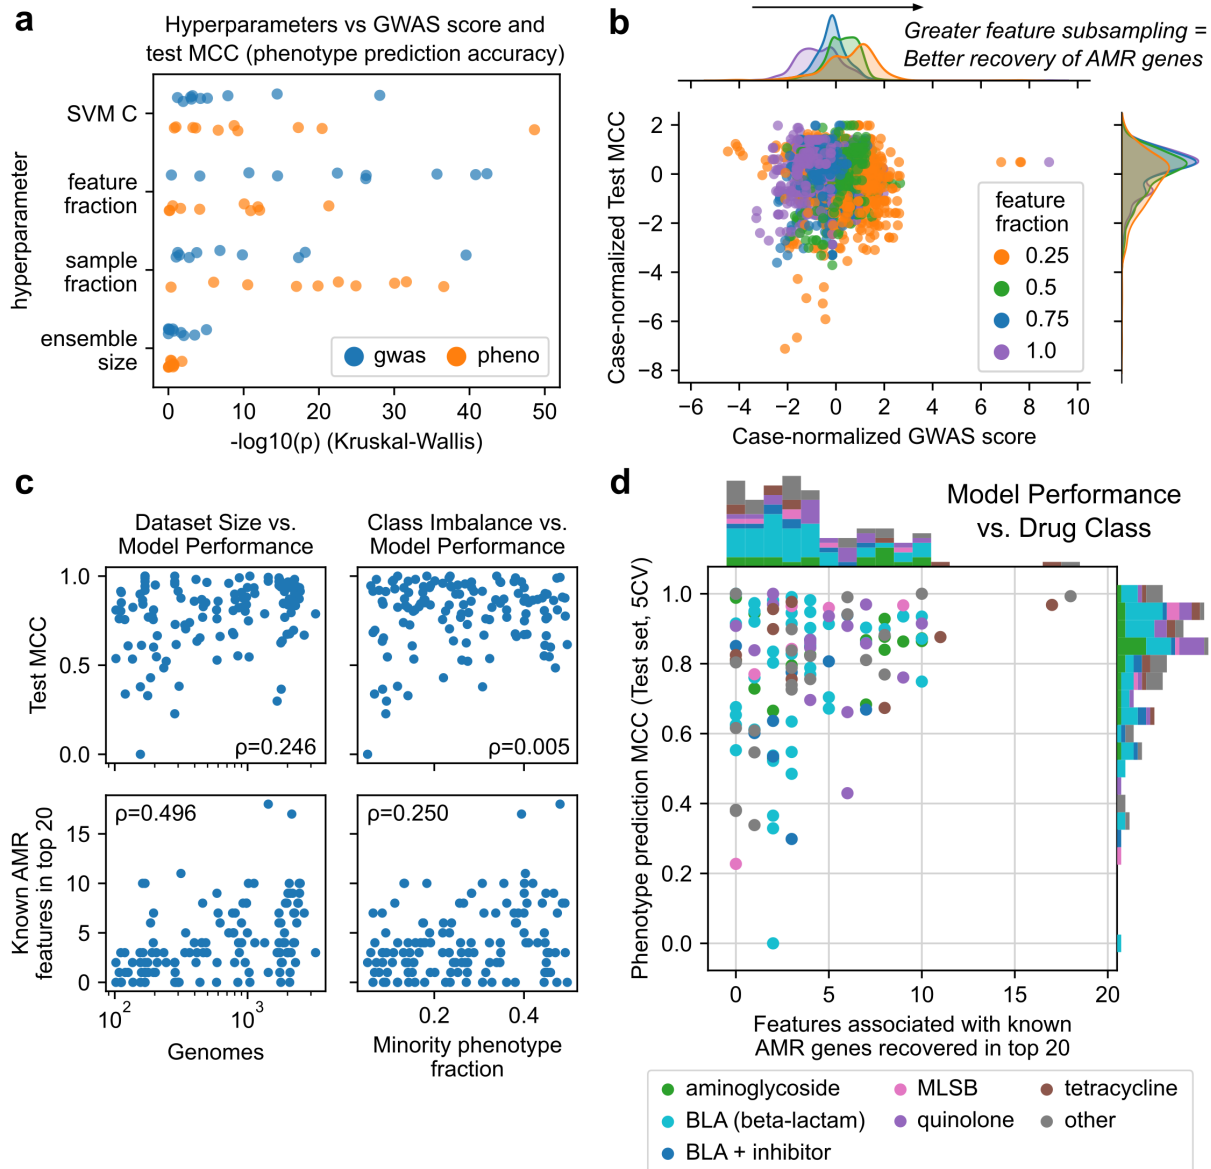 a
Hyperparameters vs GWAS score and
test MCC (phenotype prediction accuracy)
hyperparameter
SVM C
feature
fraction
sample
fraction
ensemble
size
gwas
pheno
0 10 20 30 40 50
-log10(p) (Kruskal-Wallis)
b
Greater feature subsampling =
Better recovery of AMR genes
Case-normalized Test MCC
2
0
−2
−4
−6
−8
feature
fraction
0.25
0.5
0.75
1.0
−6 −4 −2 0 2 4 6 8 10
Case-normalized GWAS score
c
Dataset Size vs.
Model Performance
Class Imbalance vs.
Model Performance
Test MCC
1.0
0.5
0.0
ρ=0.246
ρ=0.005
Known AMR
features in top 20
15
10
5
0
ρ=0.496
ρ=0.250
10² 10³
Genomes
0.2 0.4
Minority phenotype
fraction
d
Model Performance
vs. Drug Class
Phenotype prediction MCC (Test set, 5CV)
1.0
0.8
0.6
0.4
0.2
0.0
0 5 10 15 20
Features associated with known
AMR genes recovered in top 20
aminoglycoside
BLA (beta-lactam)
BLA + inhibitor
MLSB
quinolone
tetracycline
other